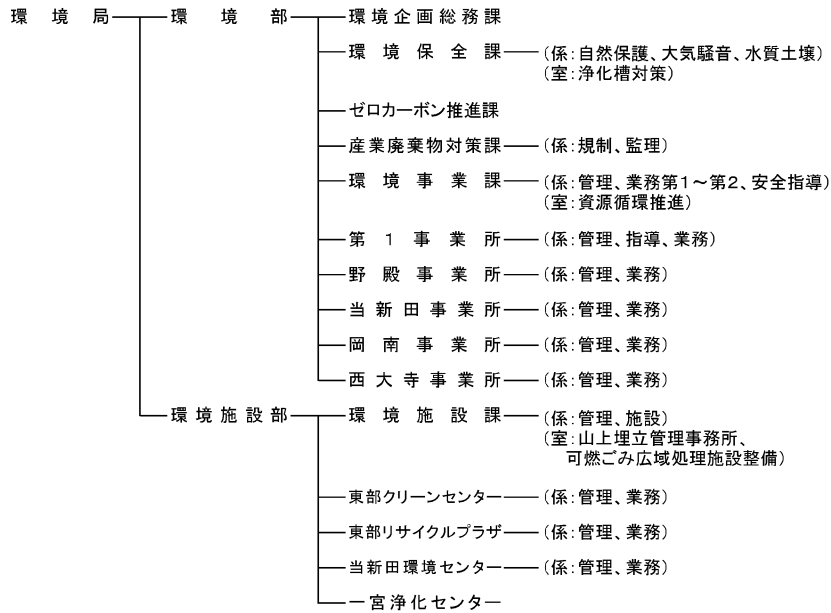 環境局 環境部 環境企画総務課
環境保全課 (係:自然保護、大気騒音、水質土壌)
(室:浄化槽対策)
ゼロカーボン推進課
産業廃棄物対策課 (係:規制、監理)
環境事業課 (係:管理、業務第1～第2、安全指導)
(室:資源循環推進)
第1事業所 (係:管理、指導、業務)
野殿事業所 (係:管理、業務)
当新田事業所 (係:管理、業務)
岡南事業所 (係:管理、業務)
西大寺事業所 (係:管理、業務)
環境施設部 環境施設課 (係:管理、施設)
(室:山上埋立管理事務所、
可燃ごみ広域処理施設整備)
東部クリーンセンター (係:管理、業務)
東部リサイクルプラザ (係:管理、業務)
当新田環境センター (係:管理、業務)
一宮浄化センター